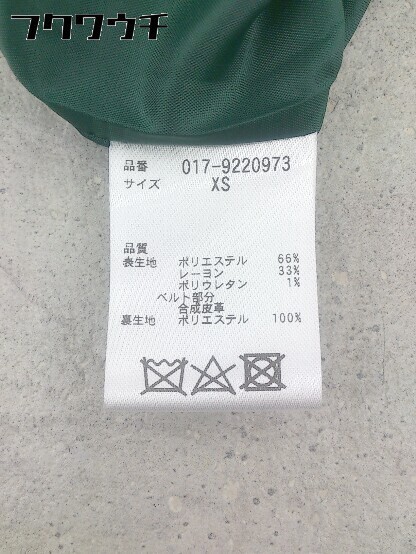 フクワウチ
品番 017-9220973
サイズ XS
品質
表生地 ポリエステル 66%
レーヨン 33%
ポリウレタン 1%
ベルト部分
合成皮革
裏生地 ポリエステル 100%